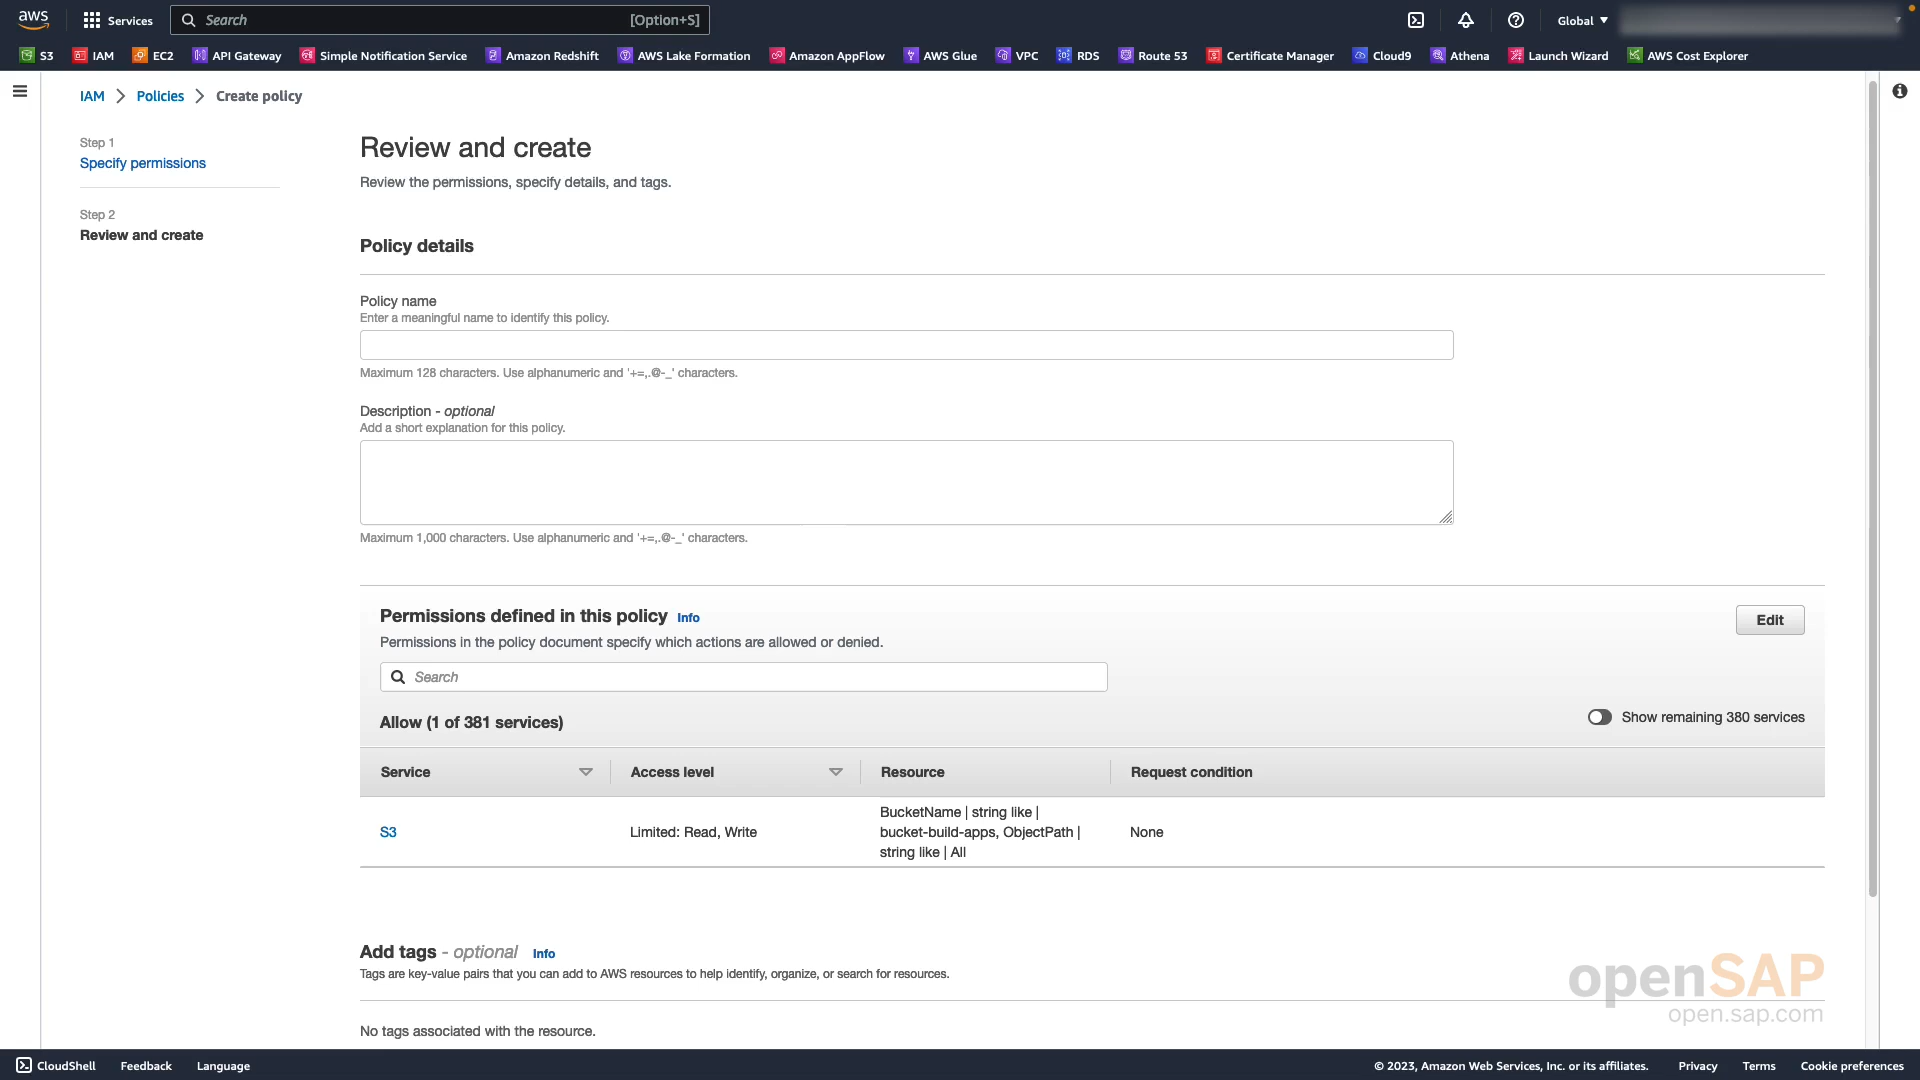 aws
Services
Search
[Option+S]
Global
S3
IAM
EC2
API Gateway
Simple Notification Service
Amazon Redshift
AWS Lake Formation
Amazon AppFlow
AWS Glue
VPC
RDS
Route 53
Certificate Manager
Cloud9
Athena
Launch Wizard
AWS Cost Explorer
IAM
Policies
Create policy
Step 1
Specify permissions
Step 2
Review and create
Review and create
Review the permissions, specify details, and tags.
Policy details
Policy name
Enter a meaningful name to identify this policy.
Maximum 128 characters. Use alphanumeric and '+=,.@-_' characters.
Description - optional
Add a short explanation for this policy.
Maximum 1,000 characters. Use alphanumeric and '+=,.@-_' characters.
Permissions defined in this policy Info
Edit
Permissions in the policy document specify which actions are allowed or denied.
Search
Allow (1 of 381 services)
Show remaining 380 services
Service
Access level
Resource
Request condition
S3
Limited: Read, Write
BucketName | string like |
bucket-build-apps, ObjectPath |
string like | All
None
Add tags - optional Info
Tags are key-value pairs that you can add to AWS resources to help identify, organize, or search for resources.
No tags associated with the resource.
openSAP
open.sap.com
CloudShell
Feedback
Language
© 2023, Amazon Web Services, Inc. or its affiliates.
Privacy
Terms
Cookie preferences